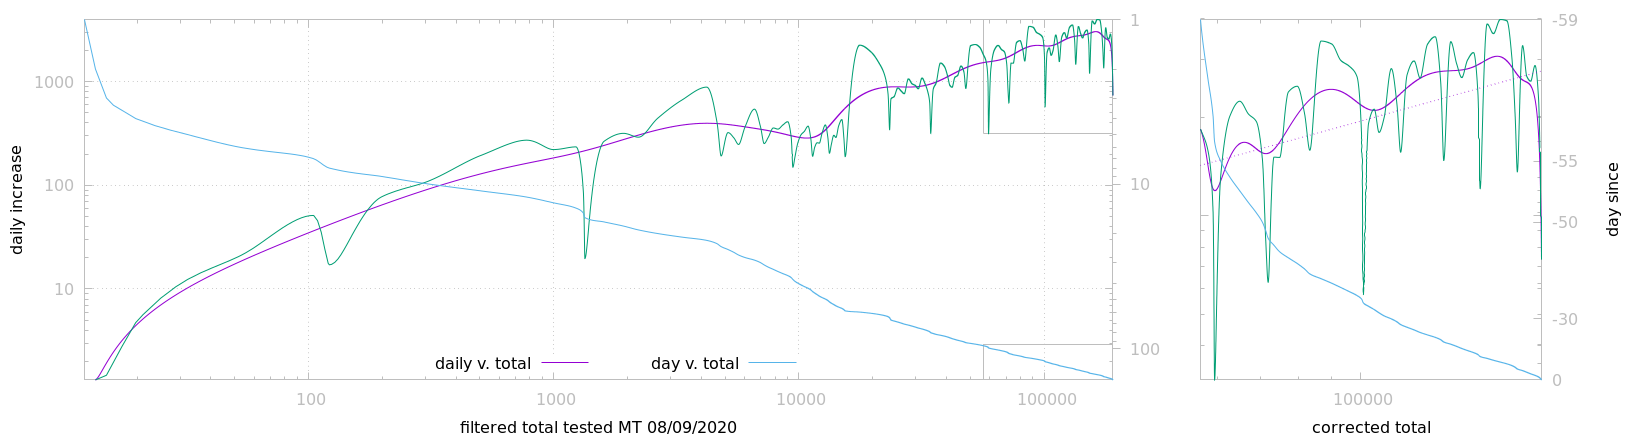 1
-59
1000
daily increase
-55
day since
100
10
-50
10
-30
daily v. total
day v. total
100
0
100
1000
10000
100000
100000
filtered total tested MT 08/09/2020
corrected total